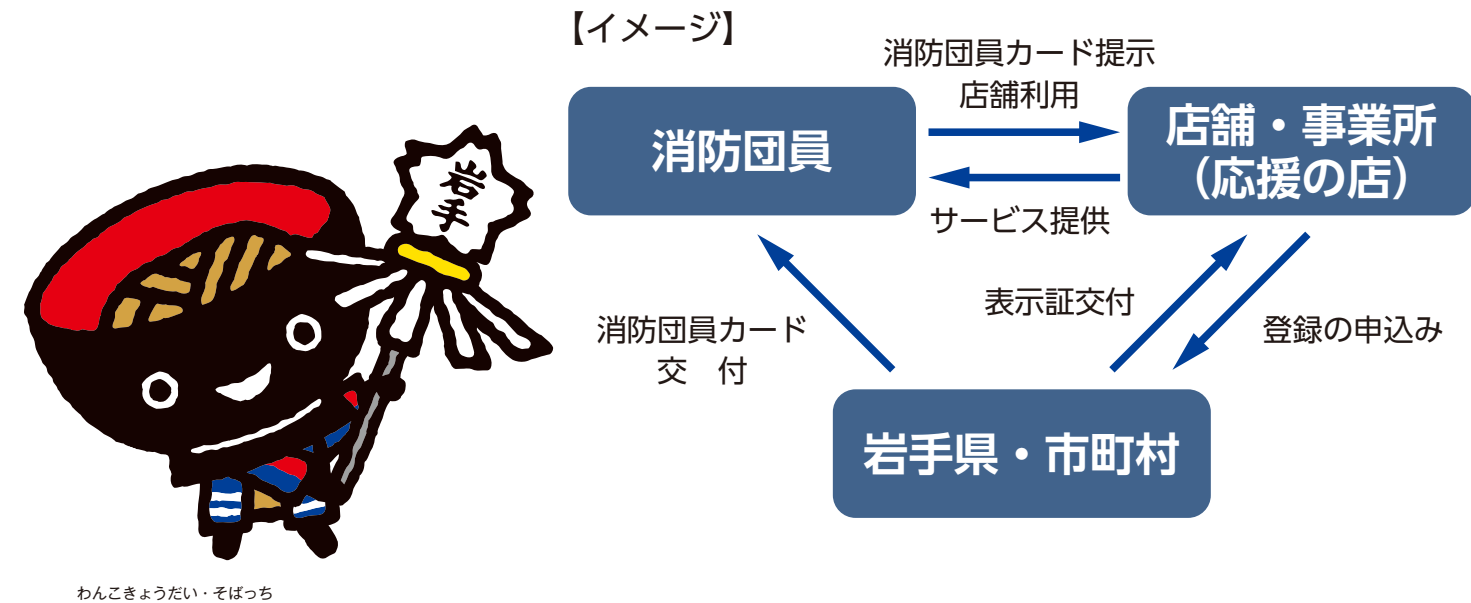 【イメージ】
消防団員カード提示
店舗利用
消防団員
店舗・事業所
（応援の店）
サービス提供
岩手
表示証交付
消防団員カード
交　付
登録の申込み
岩手県・市町村
わんこきょうだい・そばっち